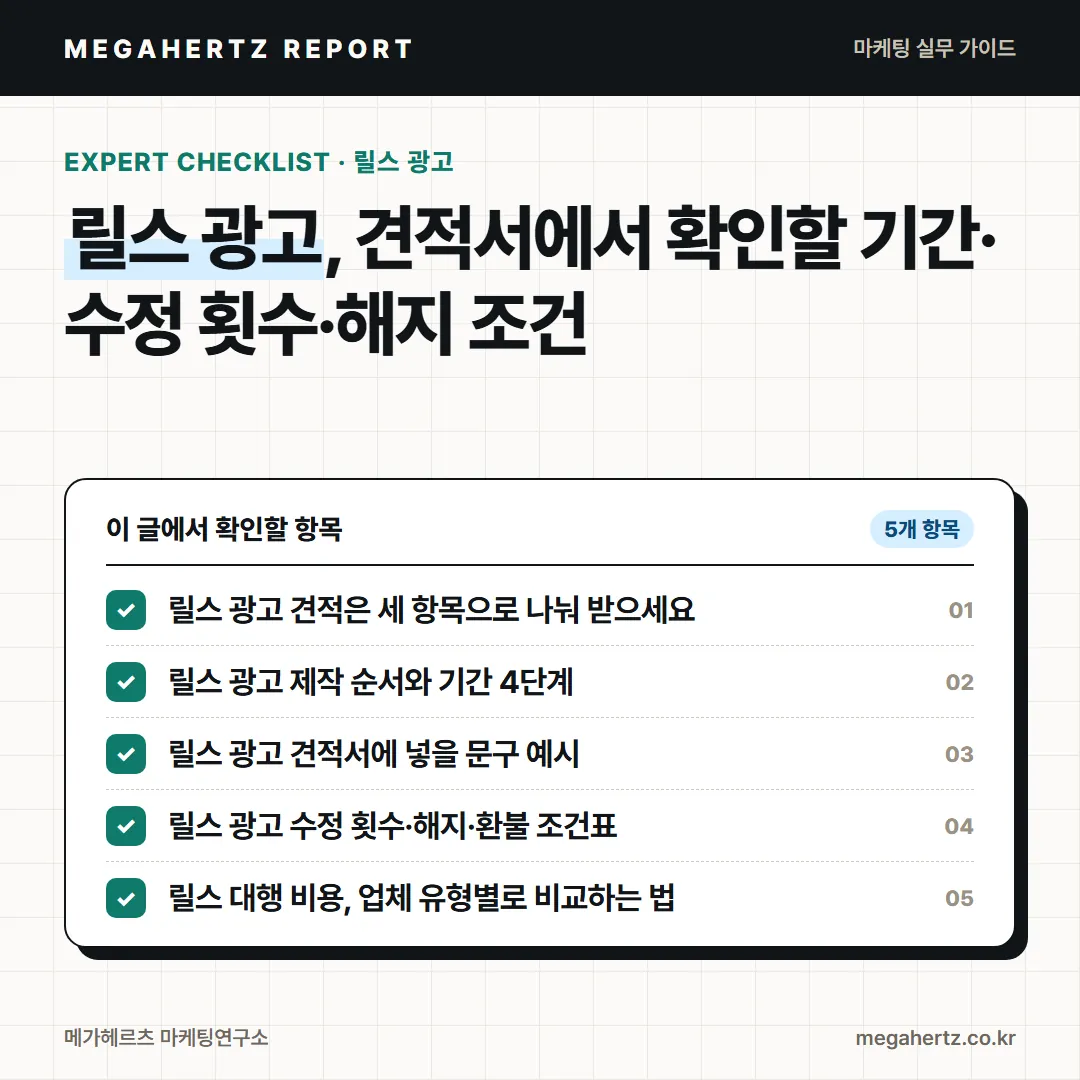 MEGAHERTZ REPORT
마케팅 실무 가이드
EXPERT CHECKLIST · 릴스 광고
릴스 광고, 견적서에서 확인할 기간·
수정 횟수·해지 조건
이 글에서 확인할 항목
5개 항목
릴스 광고 견적은 세 항목으로 나눠 받으세요
01
릴스 광고 제작 순서와 기간 4단계
02
릴스 광고 견적서에 넣을 문구 예시
03
릴스 광고 수정 횟수·해지·환불 조건표
04
릴스 대행 비용, 업체 유형별로 비교하는 법
05
메가헤르츠 마케팅연구소
megahertz.co.kr